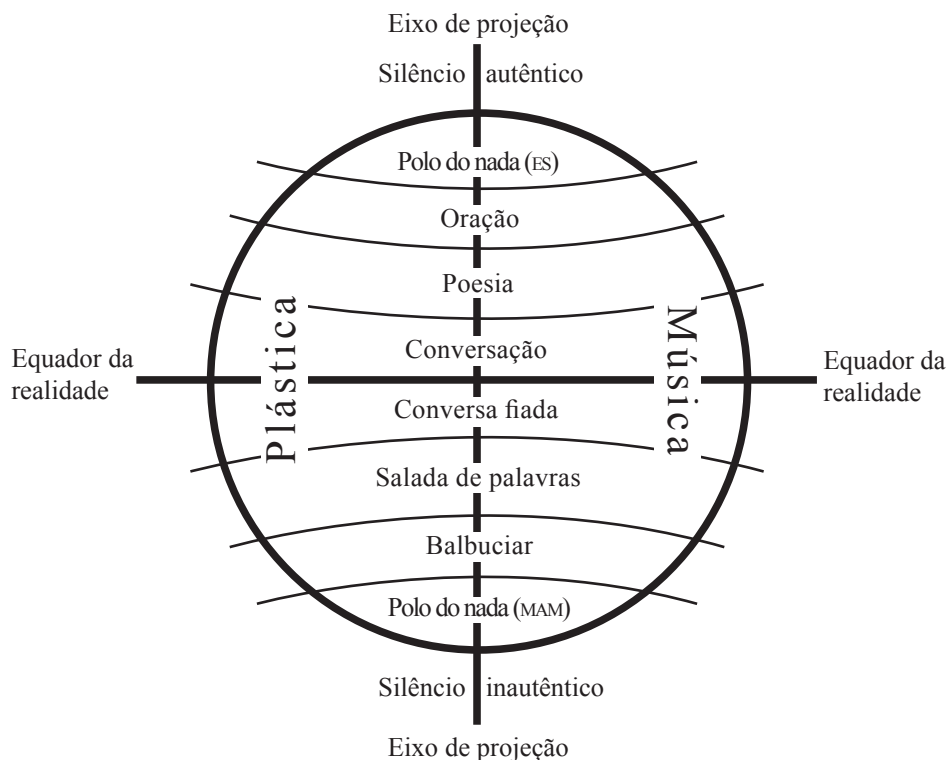 Eixo de projeção
Silêncio autêntico
Polo do nada (ES)
Oração
Poesia
Plástica
Música
Conversação
Equador da
realidade
Equador da
realidade
Conversa fiada
Salada de palavras
Balbuciar
Polo do nada (MAM)
Silêncio inautêntico
Eixo de projeção